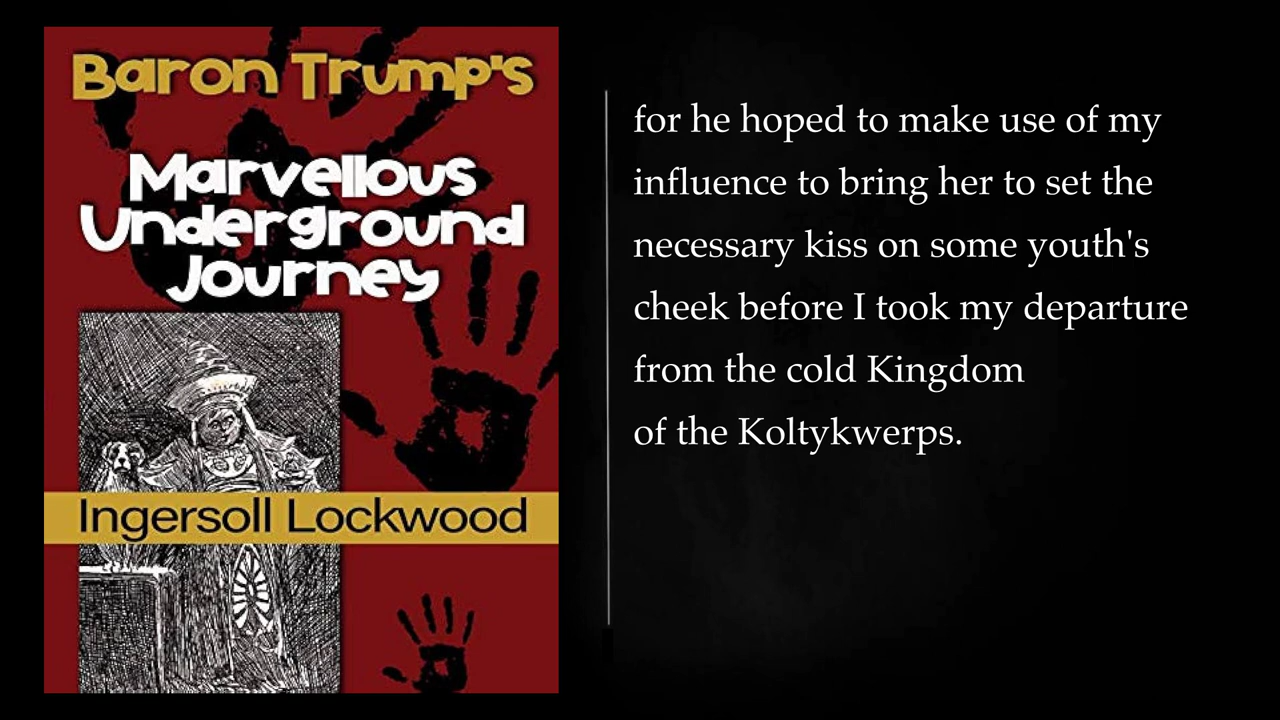 Baron Trump's
Marvellous
Underground
Journey
Ingersoll Lockwood
for he hoped to make use of my
influence to bring her to set the
necessary kiss on some youth's
cheek before I took my departure
from the cold Kingdom
of the Koltykwerps.